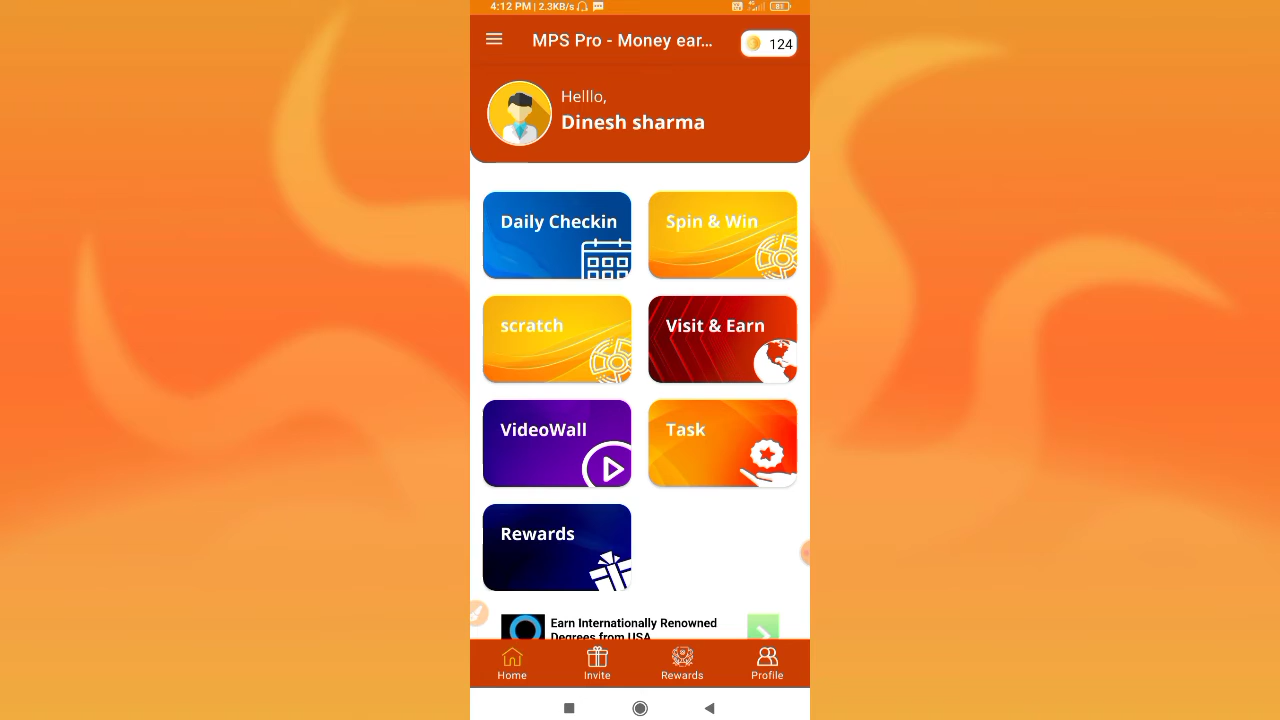 4:12 PM | 2.3KB/s
MPS Pro - Money ear...
124
Helllo,
Dinesh sharma
Daily Checkin
Spin & Win
scratch
Visit & Earn
VideoWall
Task
Rewards
Earn Internationally Renowned
Degrees from USA
Home
Invite
Rewards
Profile